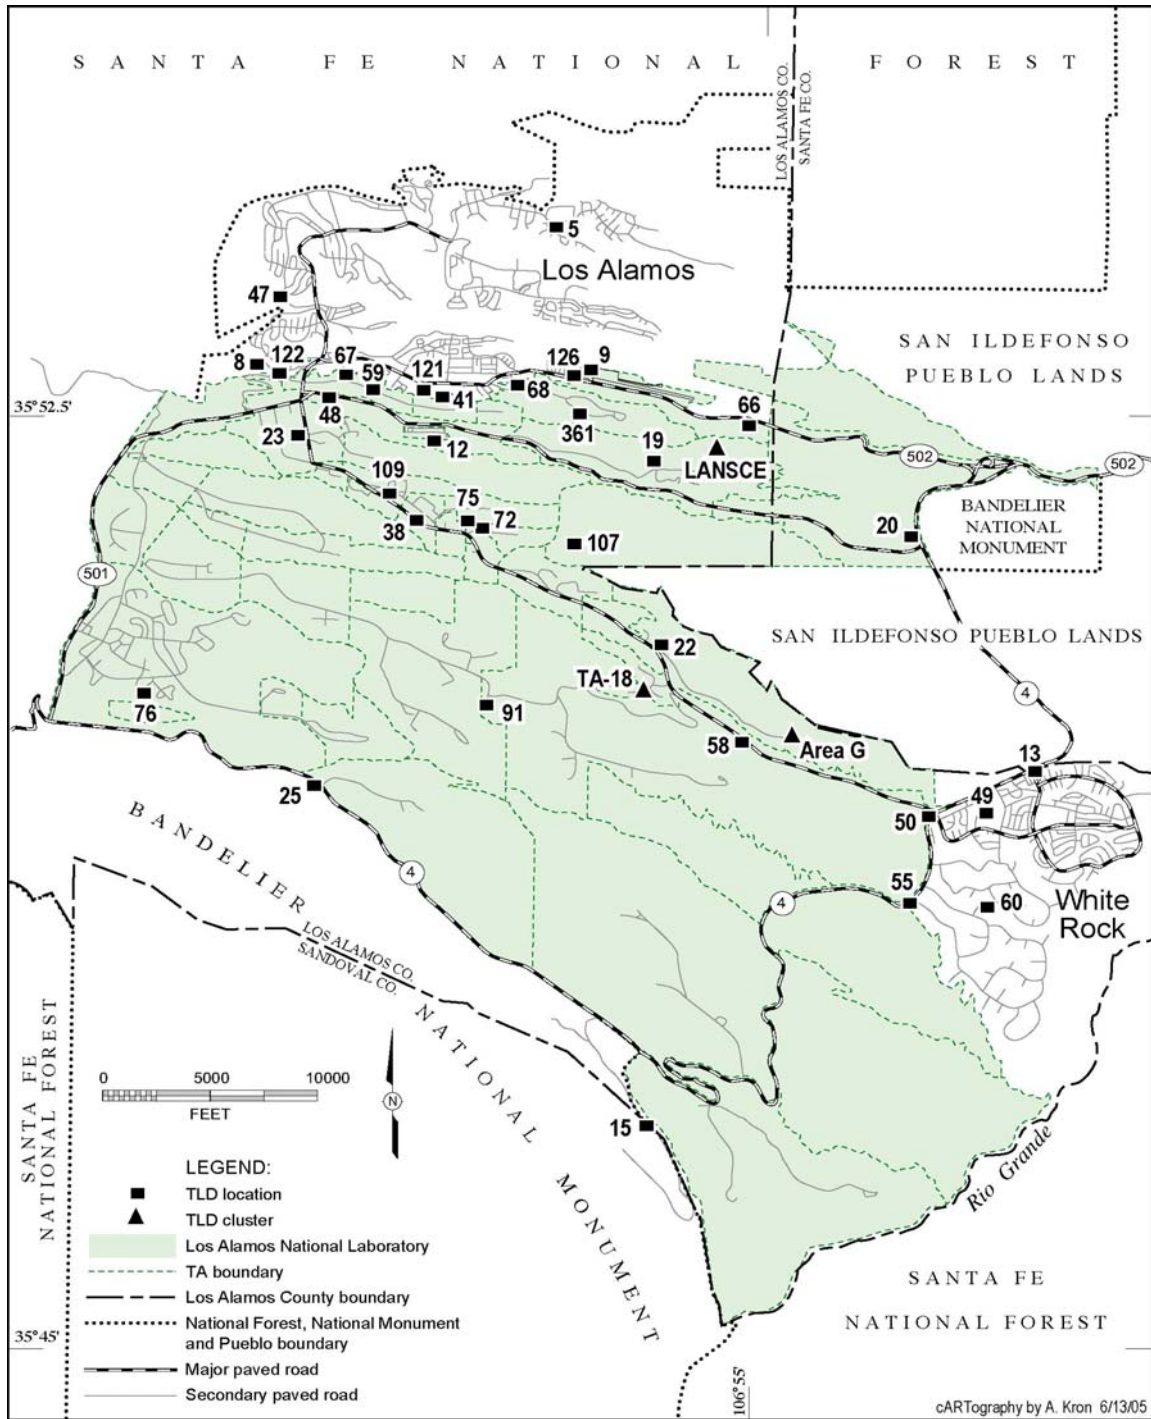 SANTA FE NATIONAL FOREST
LOS ALAMOS CO.
SANTA FE CO.
5
Los Alamos
47
SAN ILDEFONSO
PUEBLO LANDS
8
122
67
59
121
41
68
126
9
35°52.5'
48
361
66
23
12
19
LANSCE
502
502
109
75
72
38
107
20
BANDELIER
NATIONAL
MONUMENT
501
SAN ILDEFONSO PUEBLO LANDS
22
TA-18
4
76
91
58
Area G
13
25
49
50
BANDELIER NATIONAL MONUMENT
4
55
4
60
White
Rock
LOS ALAMOS CO.
SANDOVAL CO.
SANTA FE
NATIONAL FOREST
0 5000 10000
FEET
N
15
Rio Grande
LEGEND:
TLD location
TLD cluster
Los Alamos National Laboratory
TA boundary
Los Alamos County boundary
National Forest, National Monument
and Pueblo boundary
Major paved road
Secondary paved road
SANTA FE
NATIONAL FOREST
35°45'
106°55'
cARTography by A. Kron 6/13/05